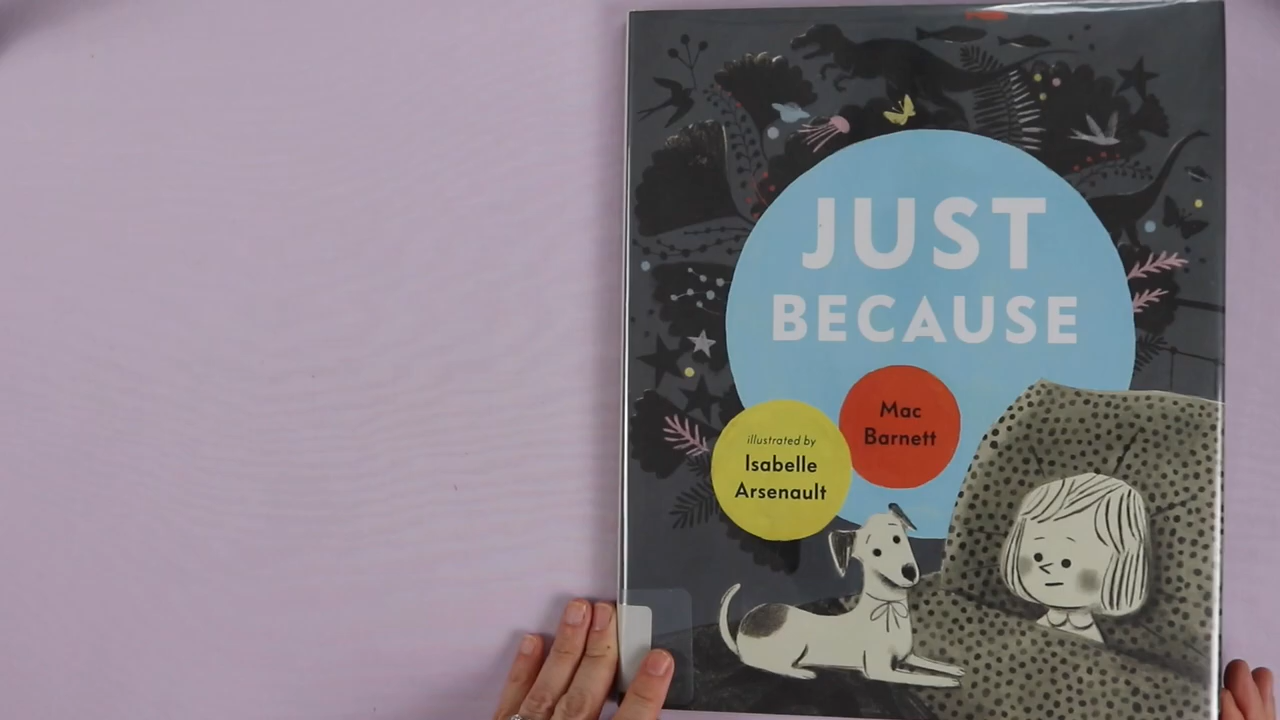 JUST
BECAUSE
Mac
Barnett
illustrated by
Isabelle
Arsenault